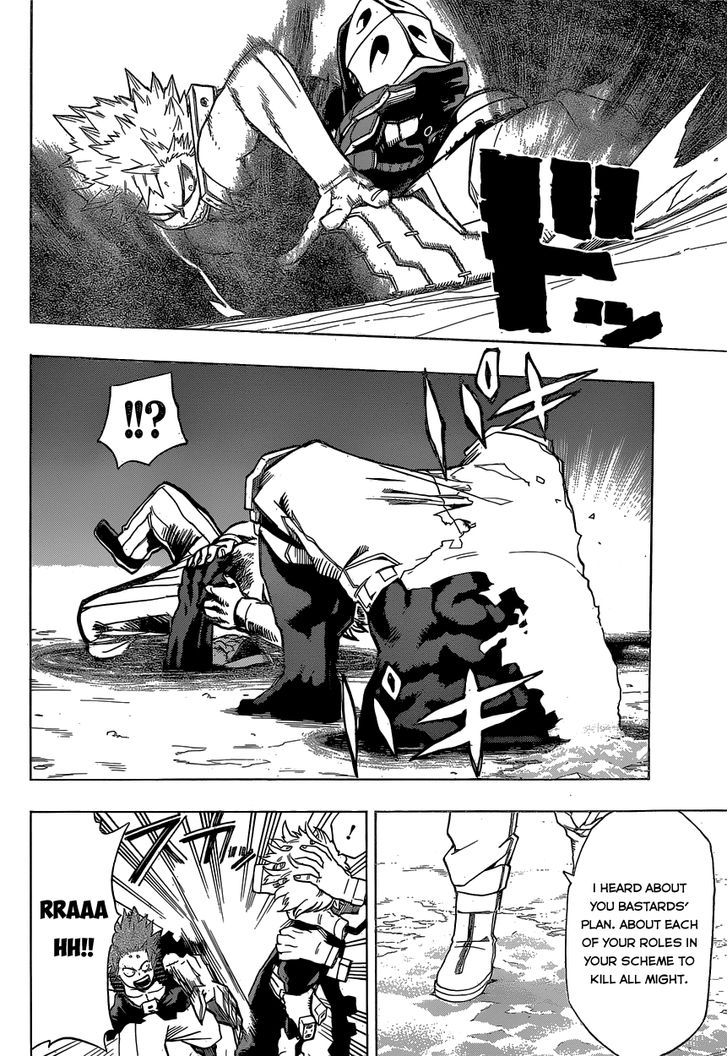 ドッ
!!?
I HEARD ABOUT
YOU BASTARDS'
PLAN. ABOUT EACH
OF YOUR ROLES IN
YOUR SCHEME TO
KILL ALL MIGHT.
!
RRAAA
HH!!